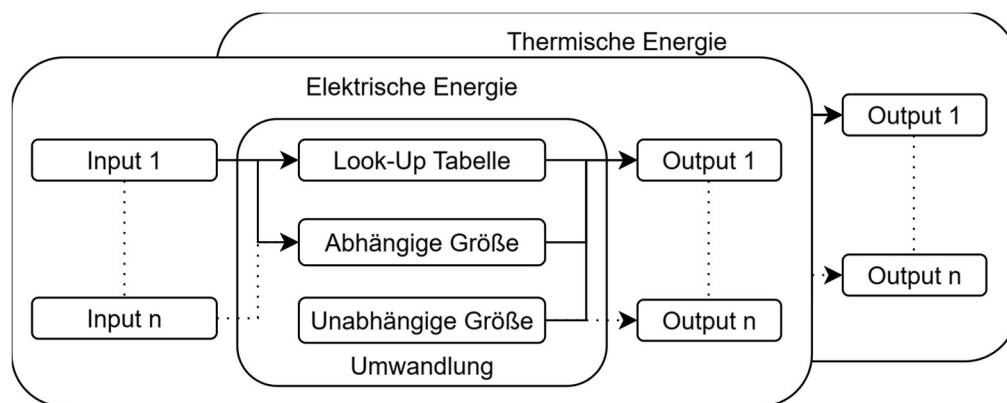 Thermische Energie
Elektrische Energie
Input 1
Look-Up Tabelle
Output 1
Output 1
Abhängige Größe
Input n
Unabhängige Größe
Output n
Output n
Umwandlung